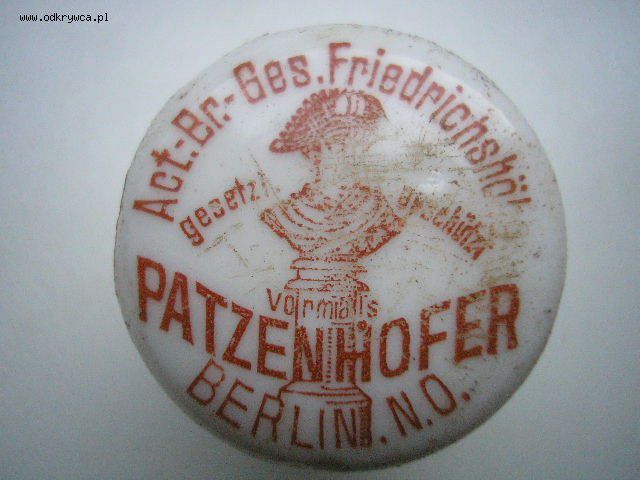 www.odkrywca.pl
Act.-Br.-Ges. Friedrichshöh
gesetzl. geschützt
vormals
PATZENHOFER
BERLIN. N.O.